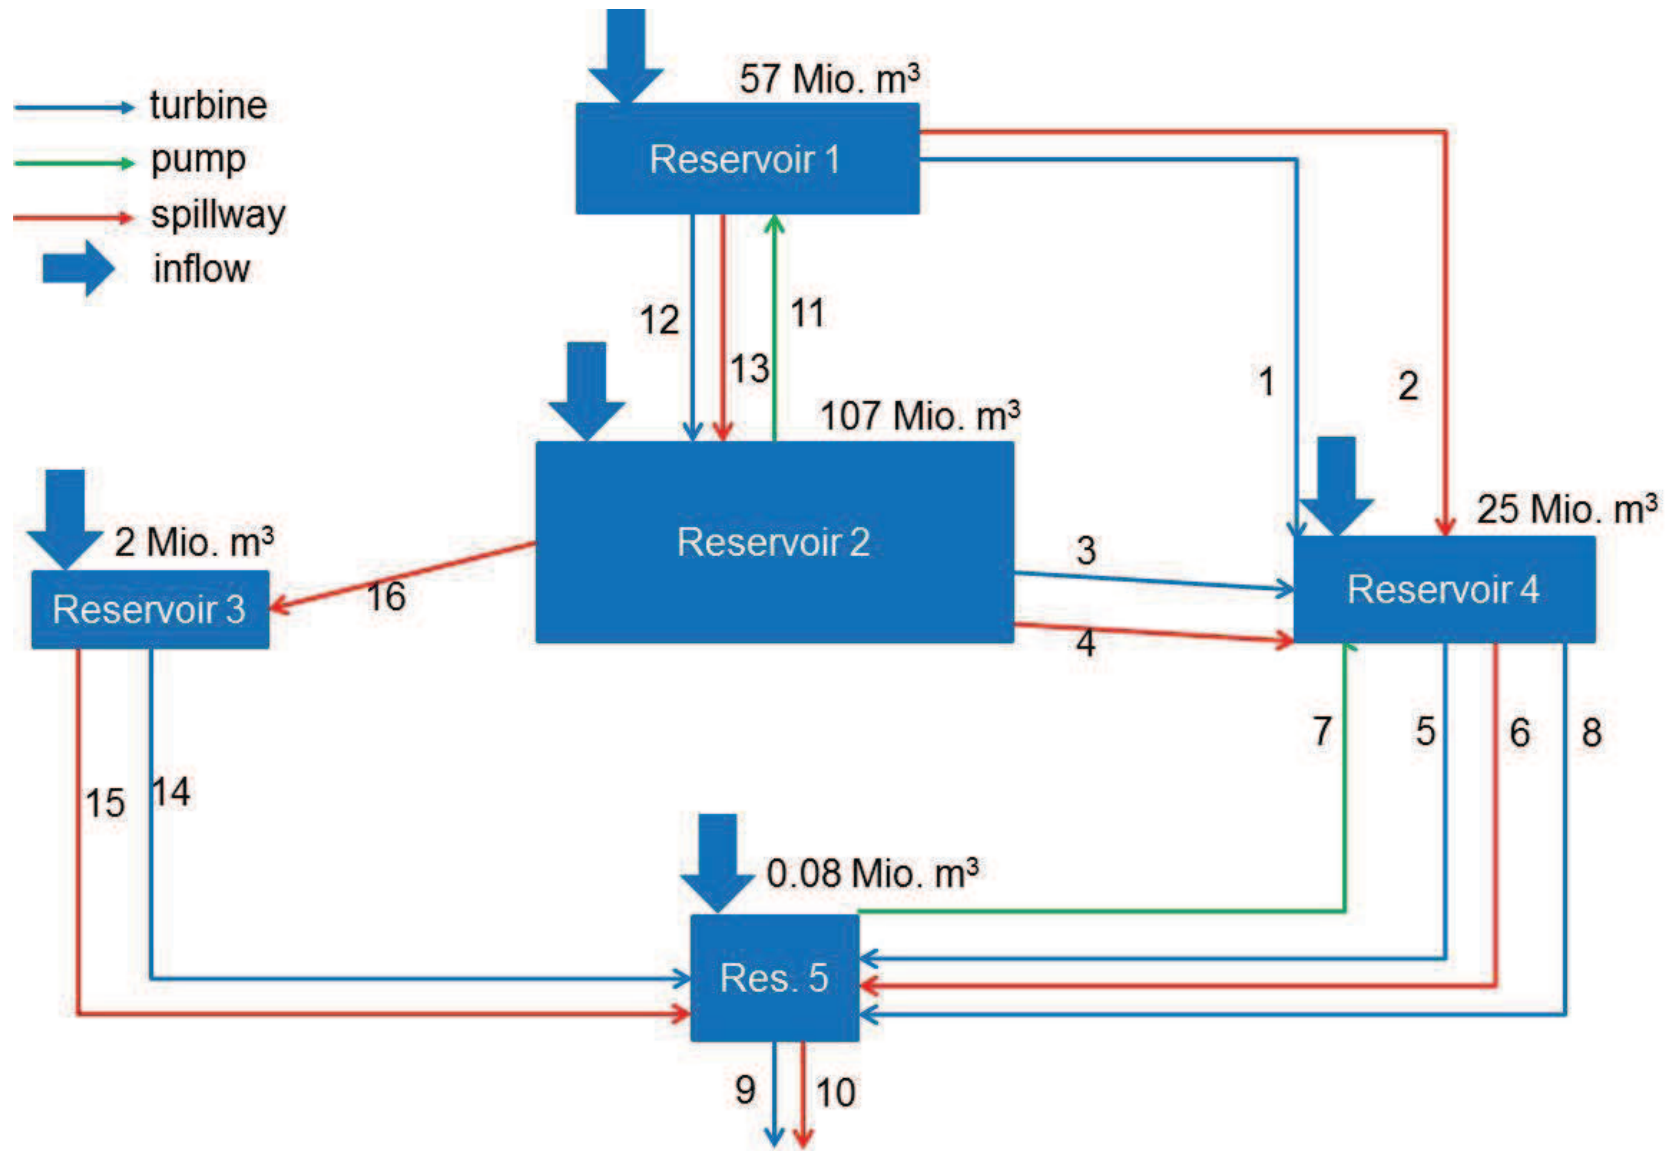 57 Mio. m³
turbine
pump
spillway
inflow
Reservoir 1
12
13
11
1
2
107 Mio. m³
2 Mio. m³
25 Mio. m³
Reservoir 2
Reservoir 3
16
3
4
Reservoir 4
7
5
6
8
15
14
0.08 Mio. m³
Res. 5
9
10